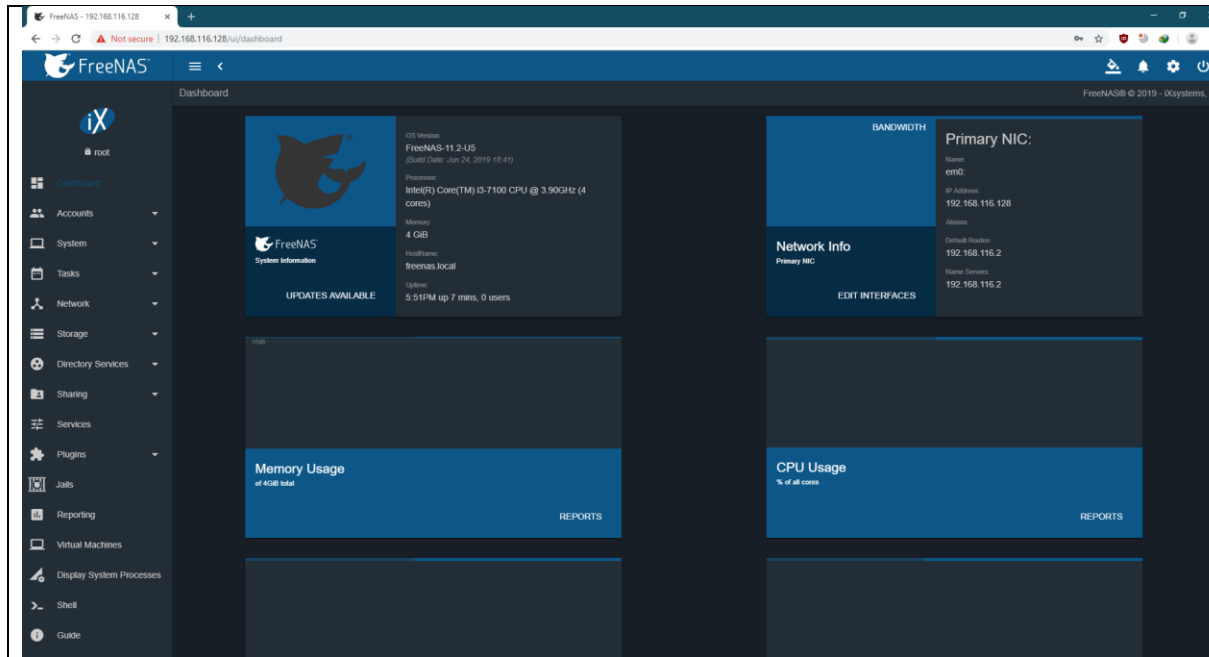 FreeNAS - 192.168.116.128
Not secure
192.168.116.128/ui/dashboard
FreeNAS
Dashboard
FreeNAS® © 2019 - iXsystems,
iX
root
Dashboard
Accounts
System
Tasks
Network
Storage
Directory Services
Sharing
Services
Plugins
Jails
Reporting
Virtual Machines
Display System Processes
Shell
Guide
FreeNAS
System Information
UPDATES AVAILABLE
OS Version:
FreeNAS-11.2-U5
(Build Date: Jun 24, 2019 18:41)
Processor:
Intel(R) Core(TM) i3-7100 CPU @ 3.90GHz (4
cores)
Memory:
4 GiB
HostName:
freenas.local
Uptime:
5:51PM up 7 mins, 0 users
BANDWIDTH
Network Info
Primary NIC
EDIT INTERFACES
Primary NIC:
Name:
em0:
IP Address:
192.168.116.128
Aliases:
Default Routes:
192.168.116.2
Name Servers:
192.168.116.2
Memory Usage
of 4GiB total
REPORTS
CPU Usage
% of all cores
REPORTS